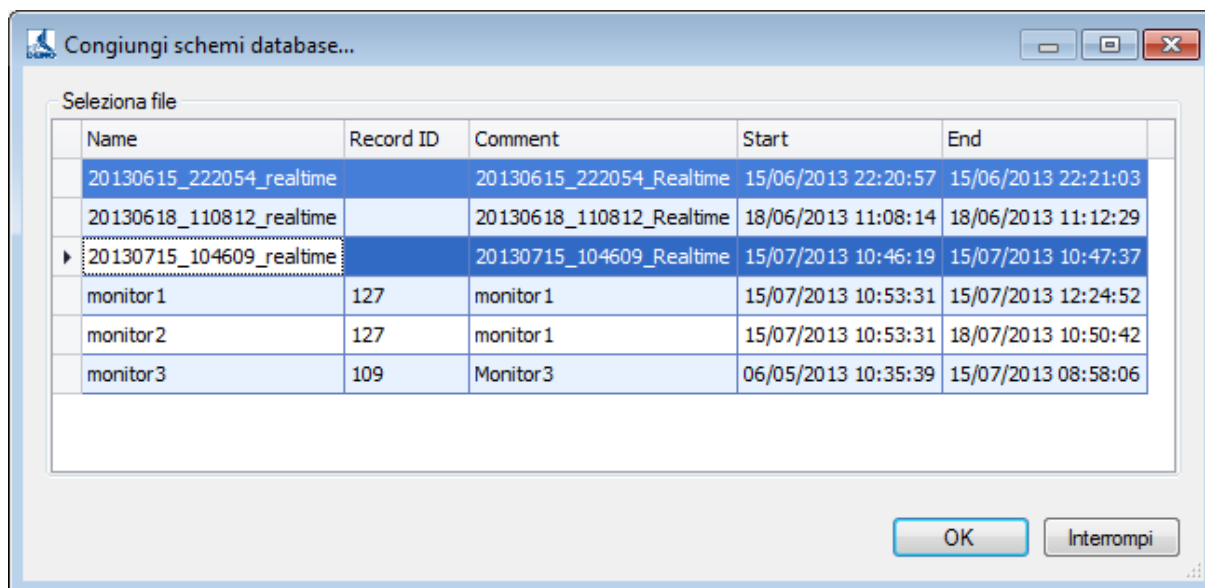 Congiungi schemi database...
Seleziona file
Name Record ID Comment Start End
20130615_222054_realtime 20130615_222054_Realtime 15/06/2013 22:20:57 15/06/2013 22:21:03
20130618_110812_realtime 20130618_110812_Realtime 18/06/2013 11:08:14 18/06/2013 11:12:29
20130715_104609_realtime 20130715_104609_Realtime 15/07/2013 10:46:19 15/07/2013 10:47:37
monitor1 127 monitor1 15/07/2013 10:53:31 15/07/2013 12:24:52
monitor2 127 monitor1 15/07/2013 10:53:31 18/07/2013 10:50:42
monitor3 109 Monitor3 06/05/2013 10:35:39 15/07/2013 08:58:06
OK Interrompi